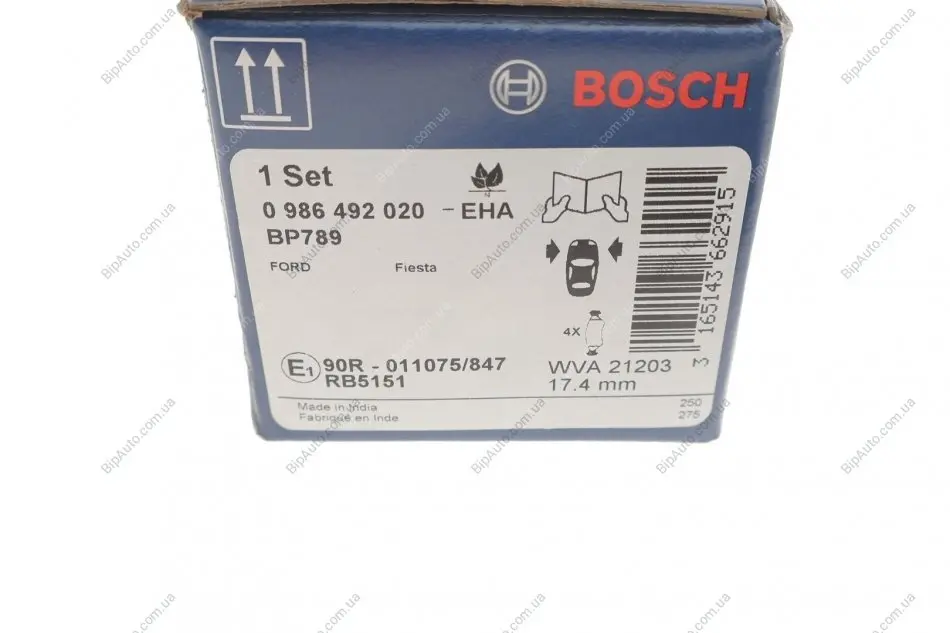 BOSCH
1 Set
0 986 492 020 - EHA
BP789
FORD Fiesta
4X
E1 90R - 011075/847
RB5151
WVA 21203
17.4 mm
3 165143 662915
Made in India
Fabriqué en Inde
250
275
BipAuto.com.ua